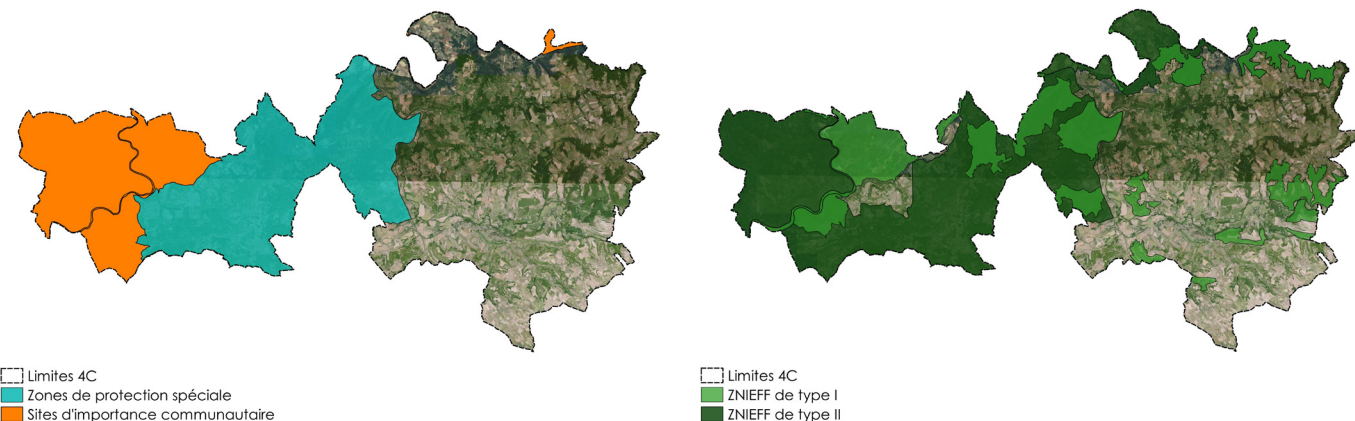 Limites 4C
Zones de protection spéciale
Sites d'importance communautaire
Limites 4C
ZNIEFF de type I
ZNIEFF de type II